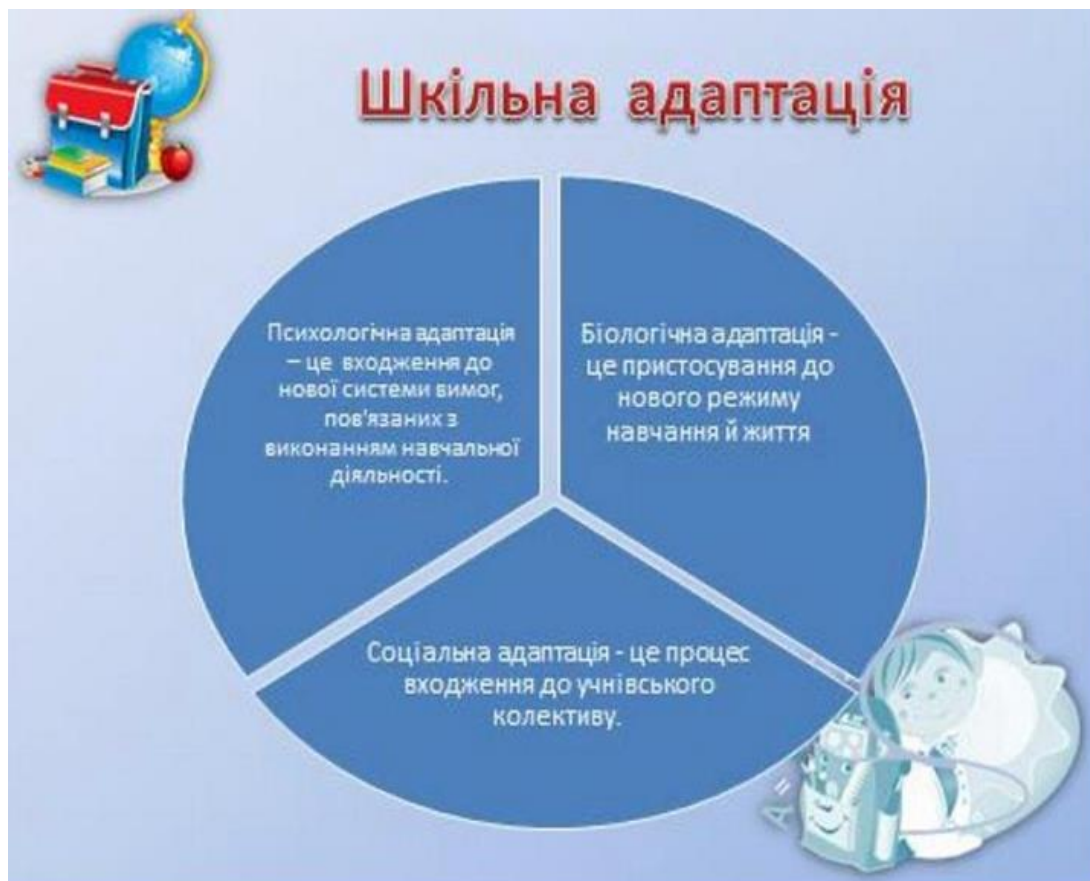 Шкільна адаптація
Психологічна адаптація
– це входження до
нової системи вимог,
пов'язаних з
виконанням навчальної
діяльності.
Біологічна адаптація -
це пристосування до
нового режиму
навчання й життя
Соціальна адаптація - це процес
входження до учнівського
колективу.